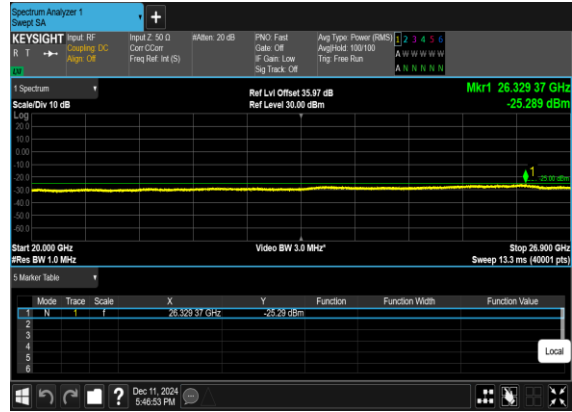 Spectrum Analyzer 1
Swept SA
+
KEYSIGHT
R T
Input: RF
Coupling: DC
Align: Off
Input Z: 50 Ω
Corr CCorr
Freq Ref: Int (S)
#Atten: 20 dB
PNO: Fast
Gate: Off
IF Gain: Low
Sig Track: Off
Avg Type: Power (RMS)
Avg|Hold: 100/100
Trig: Free Run
1 2 3 4 5 6
A W W W W W
A N N N N N
1 Spectrum
Scale/Div 10 dB
Ref Lvl Offset 35.97 dB
Ref Level 30.00 dBm
Mkr1 26.329 37 GHz
-25.289 dBm
Log
20.0
10.0
0.00
-10.0
-20.0
-30.0
-40.0
-50.0
-60.0
1
-25.00 dBm
Start 20.000 GHz
#Res BW 1.0 MHz
Video BW 3.0 MHz*
Stop 26.900 GHz
Sweep 13.3 ms (40001 pts)
5 Marker Table
Mode Trace Scale X Y Function Function Width Function Value
1 N 1 f 26.329 37 GHz -25.29 dBm
2
3
4
5
6
Local
?
Dec 11, 2024
5:46:53 PM